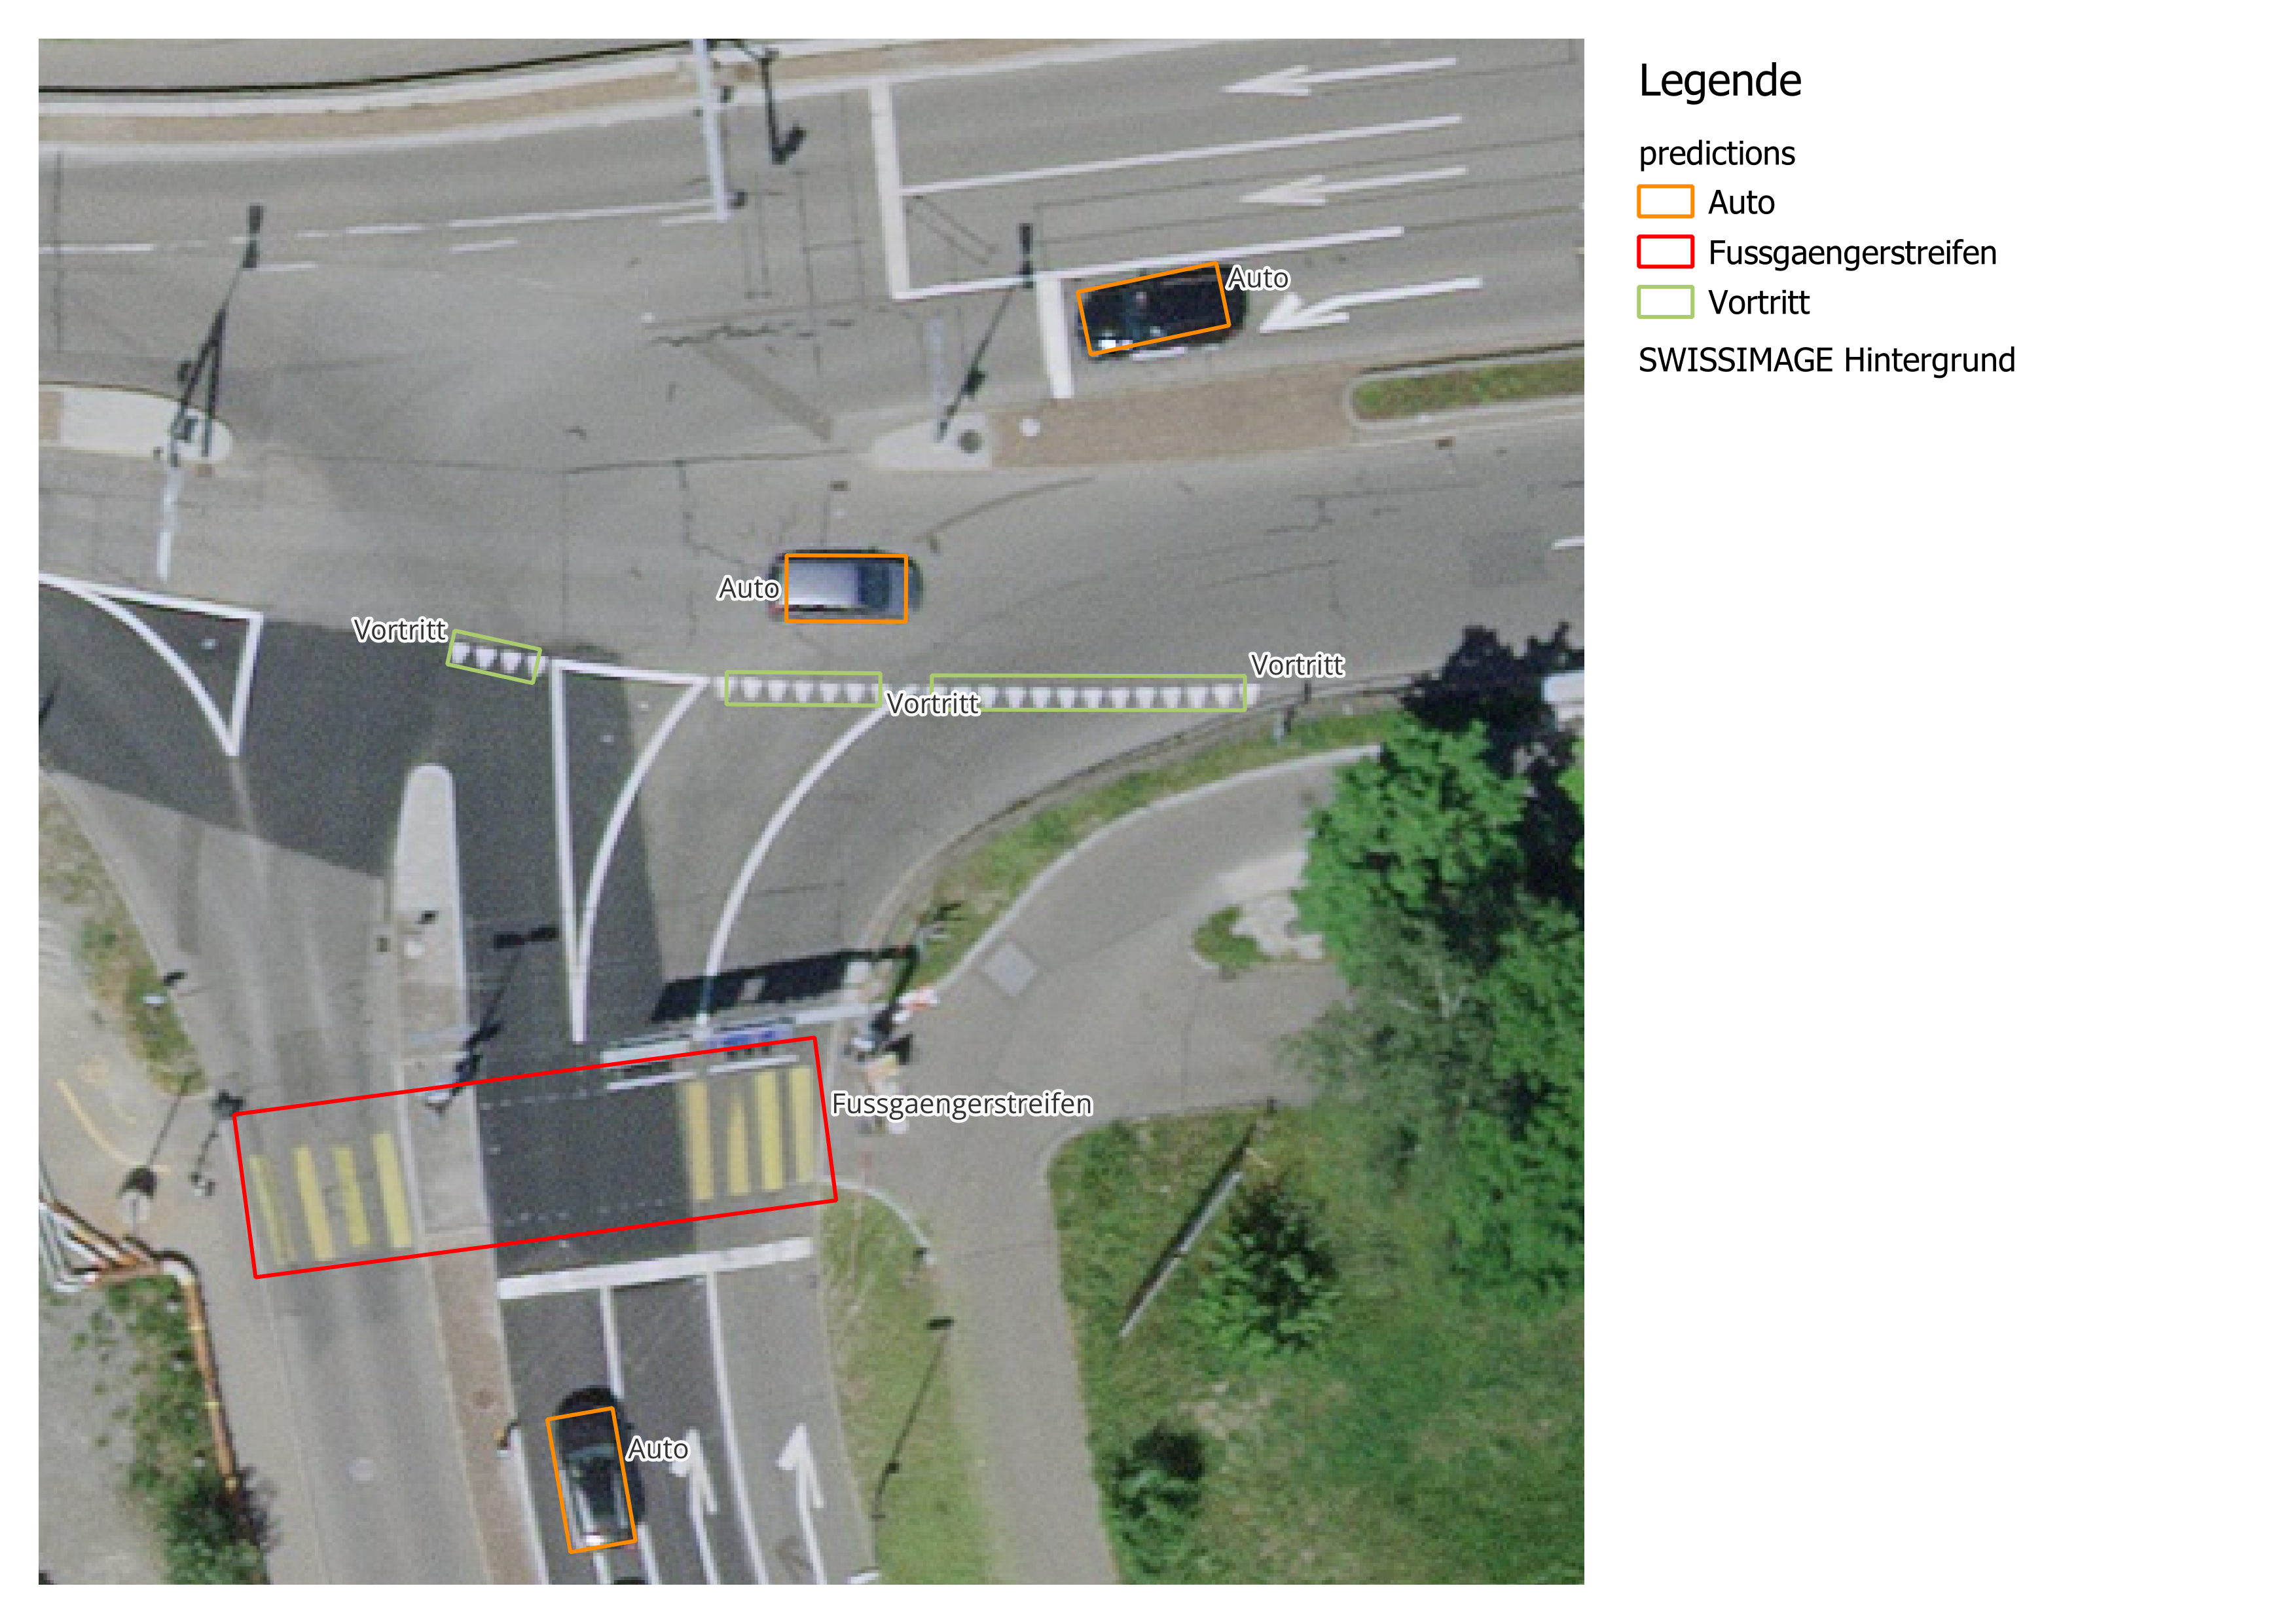 Legende
predictions
Auto
Fussgaengerstreifen
Vortritt
SWISSIMAGE Hintergrund
Auto
Auto
Vortritt
Vortritt
Vortritt
Fussgaengerstreifen
Auto